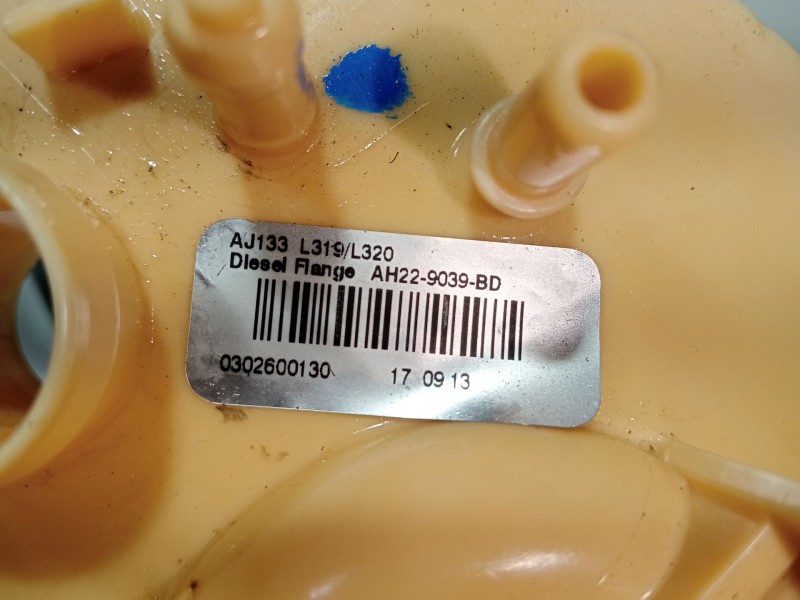 AJ133 L319/L320
Diesel Flange AH22-9039-BD
0302600130 17 09 13